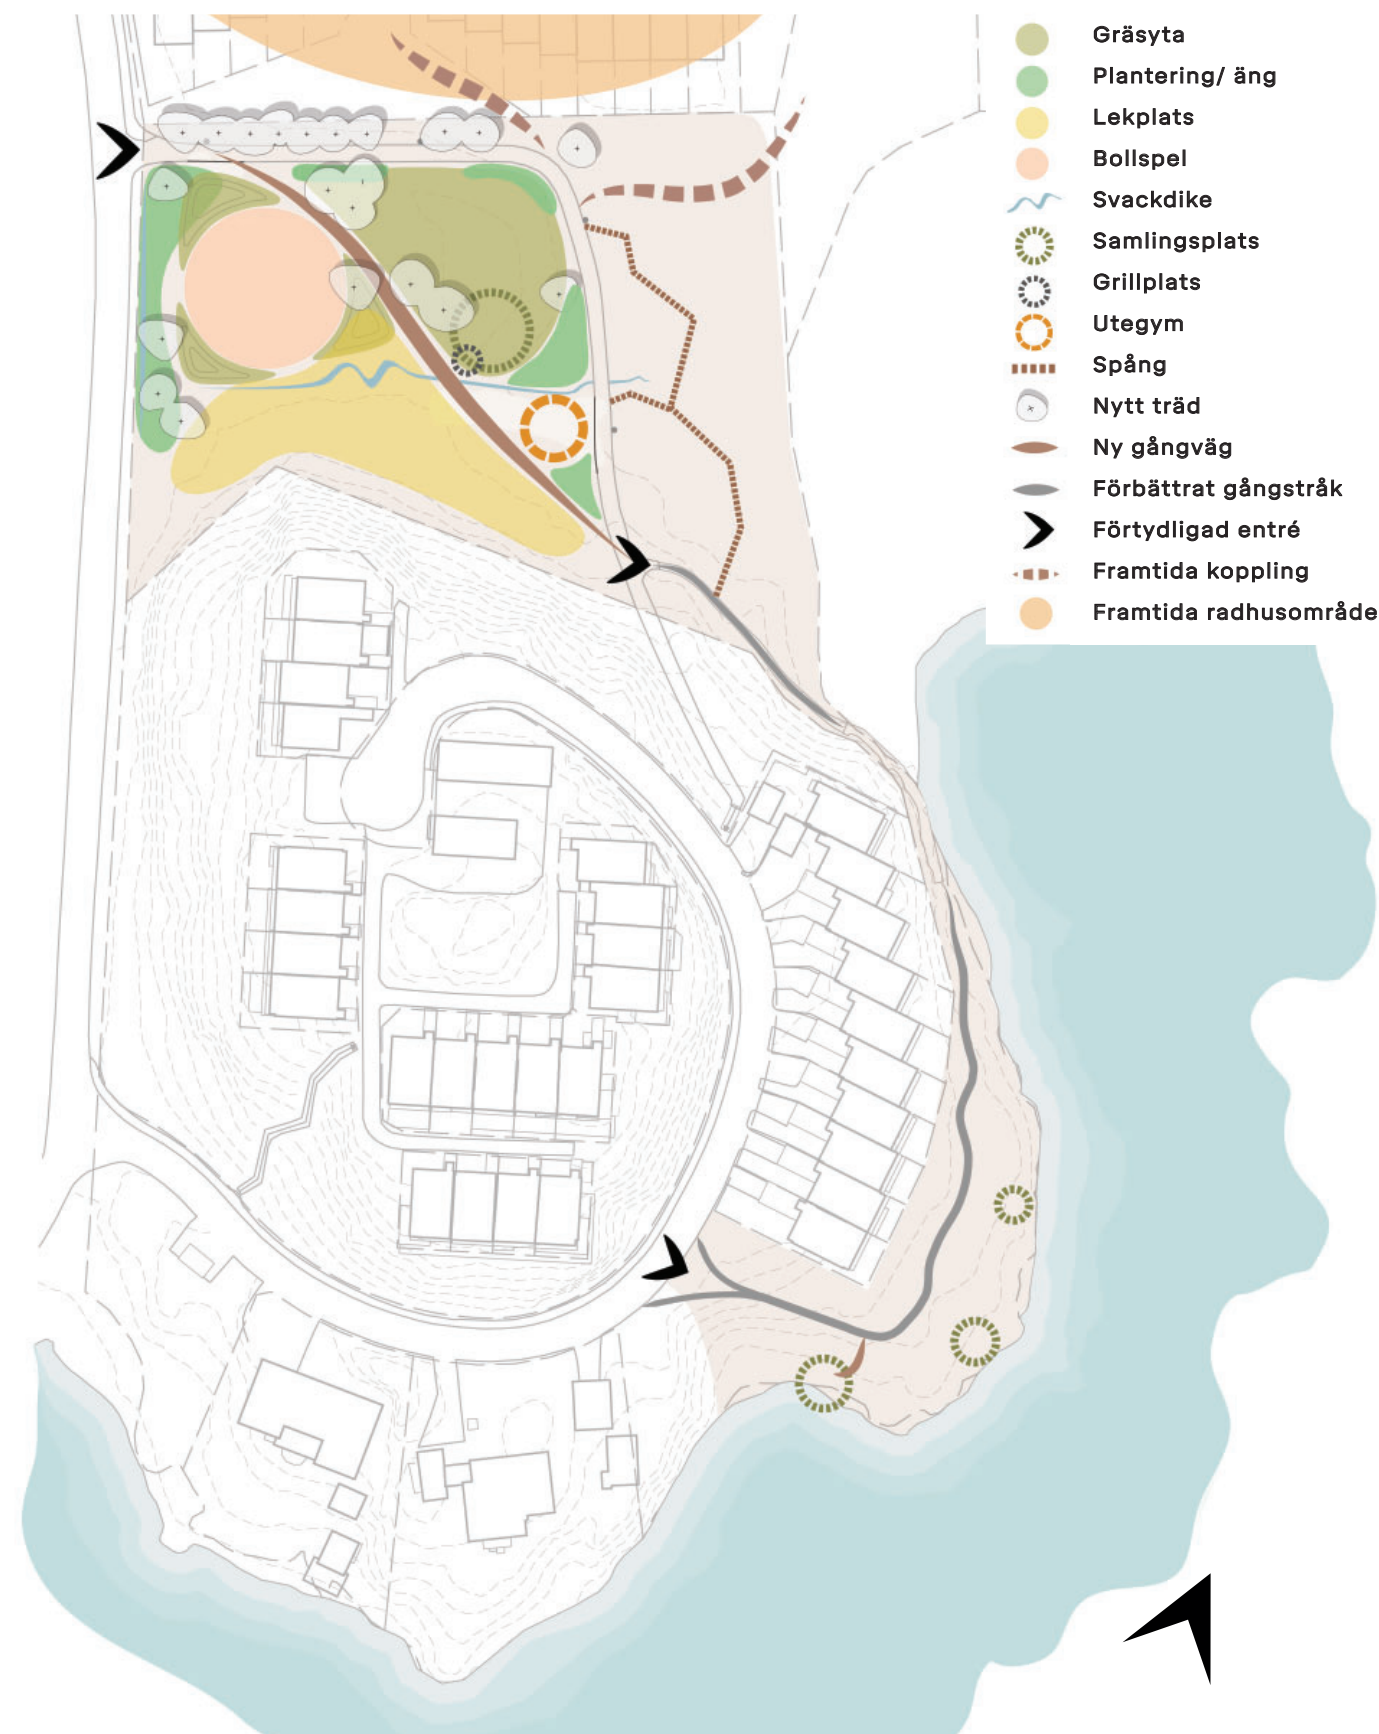 Gräsyta
Plantering/ äng
Lekplats
Bollspel
Svackdike
Samlingsplats
Grillplats
Utegym
Spång
Nytt träd
Ny gångväg
Förbättrat gångstråk
Förtydligad entré
Framtida koppling
Framtida radhusområde